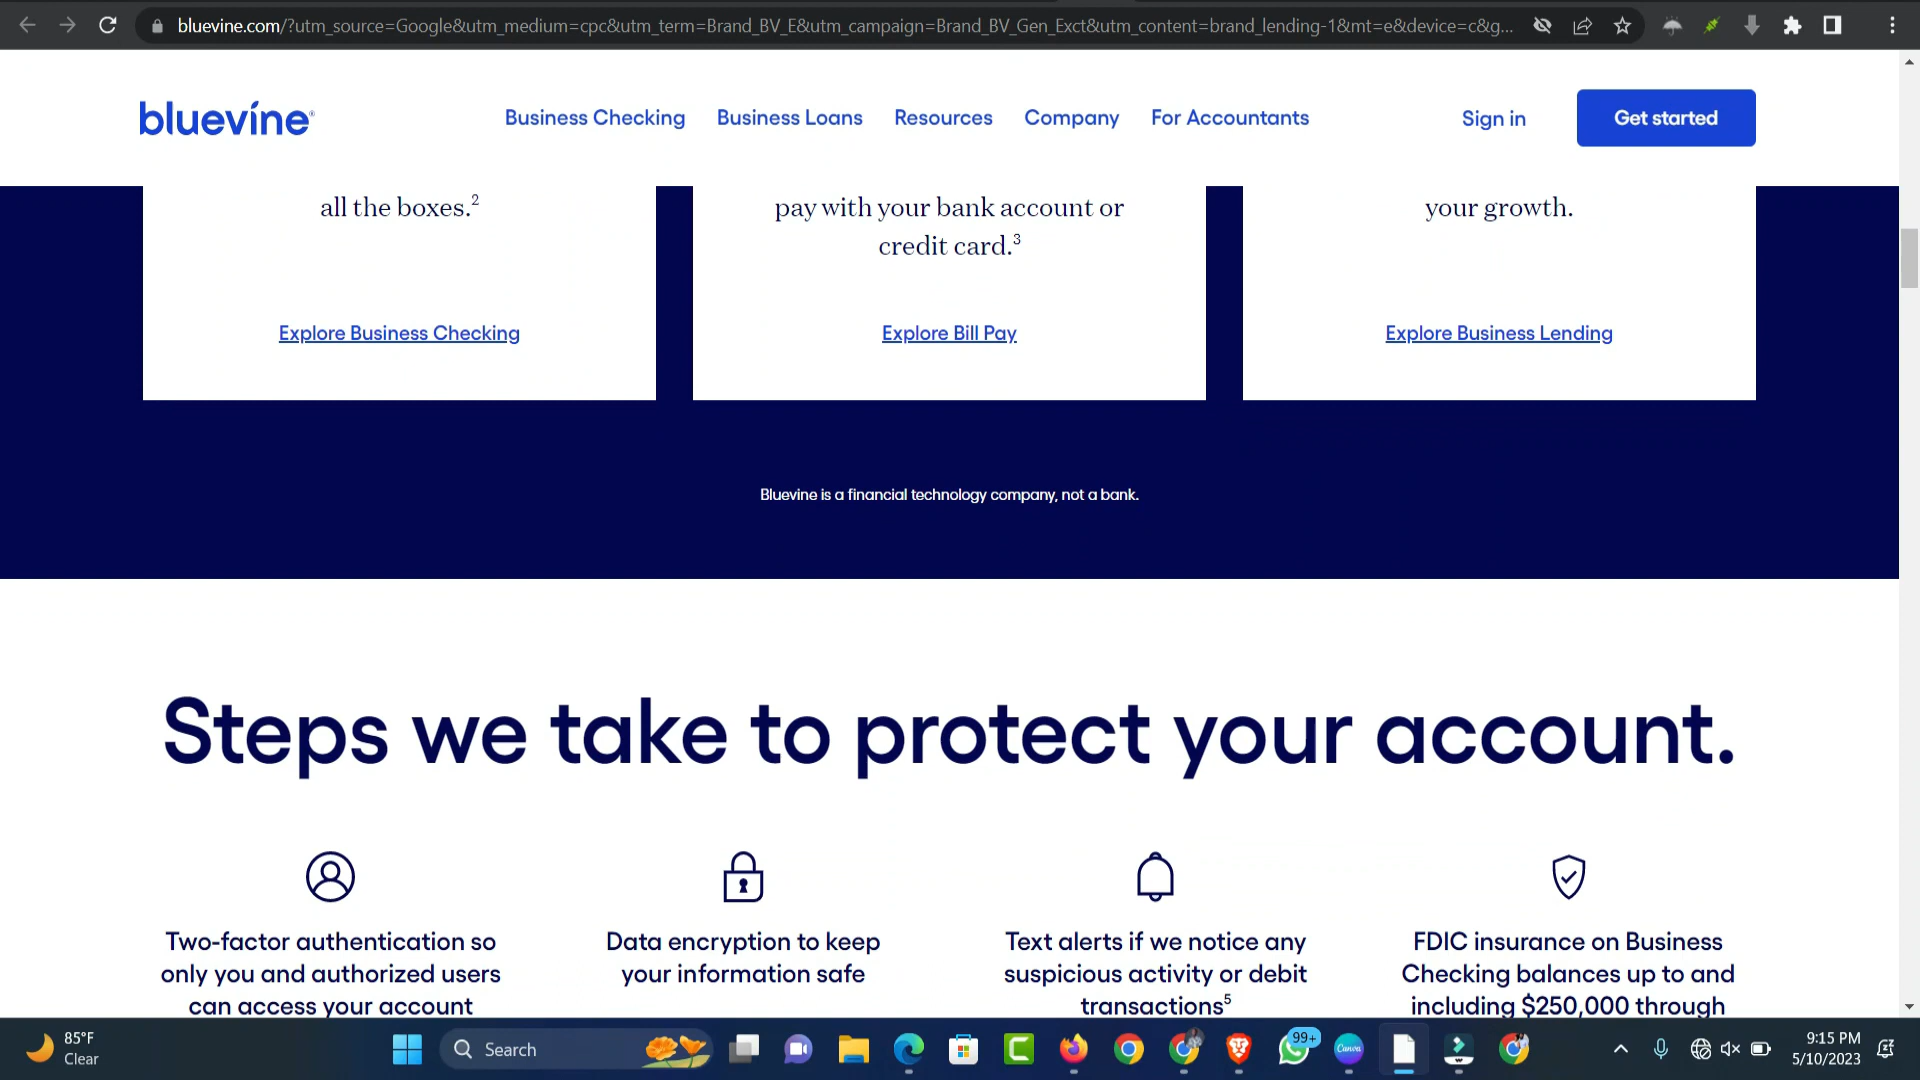 bluevine.com/?utm_source=Google&utm_medium=cpc&utm_term=Brand_BV_E&utm_campaign=Brand_BV_Gen_Exct&utm_content=brand_lending-1&mt=e&device=c&g...
bluevine
Business Checking
Business Loans
Resources
Company
For Accountants
Sign in
Get started
all the boxes.²
pay with your bank account or
credit card.³
your growth.
Explore Business Checking
Explore Bill Pay
Explore Business Lending
Bluevine is a financial technology company, not a bank.
Steps we take to protect your account.
Two-factor authentication so
only you and authorized users
can access your account
Data encryption to keep
your information safe
Text alerts if we notice any
suspicious activity or debit
transactions⁵
FDIC insurance on Business
Checking balances up to and
including $250,000 through
85°F
Clear
Search
99+
Canva
9:15 PM
5/10/2023